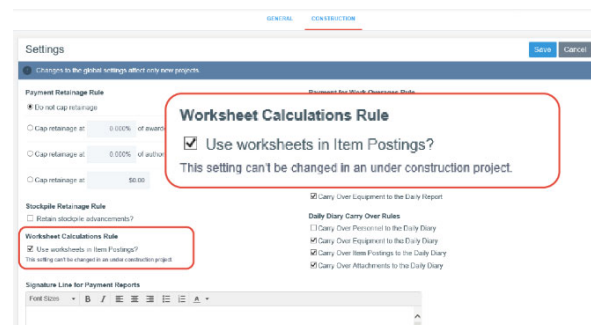 GENERAL CONSTRUCTION
Settings
Save Cancel
Changes to the global settings affect only new projects.
Payment Retainage Rule
Payment for Work Overages Rule
Do not cap retainage
Cap retainage at 0.000% of award
Cap retainage at 0.000% of author
Cap retainage at $0.00
Worksheet Calculations Rule
Use worksheets in Item Postings?
This setting can't be changed in an under construction project.
Carry Over Equipment to the Daily Report
Stockpile Retainage Rule
Retain stockpile advancements?
Daily Diary Carry Over Rules
Carry Over Personnel to the Daily Diary
Carry Over Equipment to the Daily Diary
Carry Over Item Postings to the Daily Diary
Carry Over Attachments to the Daily Diary
Worksheet Calculations Rule
Use worksheets in Item Postings?
This setting can't be changed in an under construction project
Signature Line for Payment Reports
Font Sizes B I A